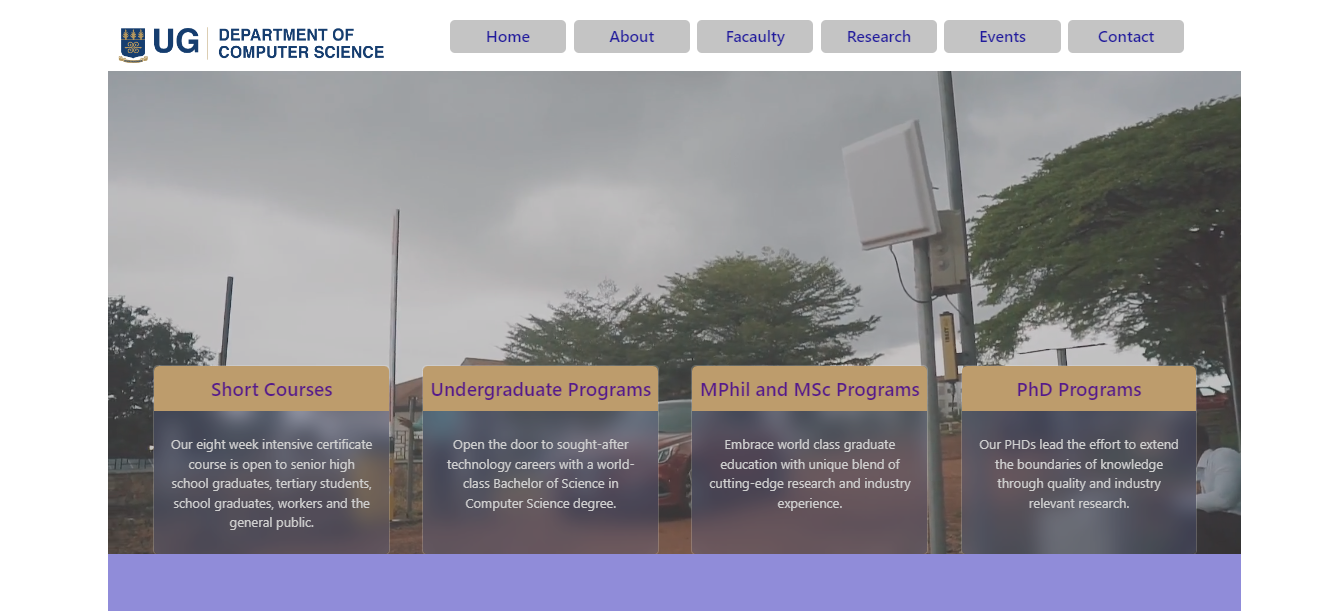 UG
DEPARTMENT OF
COMPUTER SCIENCE
Home
About
Facaulty
Research
Events
Contact
Short Courses
Our eight week intensive certificate
course is open to senior high
school graduates, tertiary students,
school graduates, workers and the
general public.
Undergraduate Programs
Open the door to sought-after
technology careers with a world-
class Bachelor of Science in
Computer Science degree.
MPhil and MSc Programs
Embrace world class graduate
education with unique blend of
cutting-edge research and industry
experience.
PhD Programs
Our PHDs lead the effort to extend
the boundaries of knowledge
through quality and industry
relevant research.